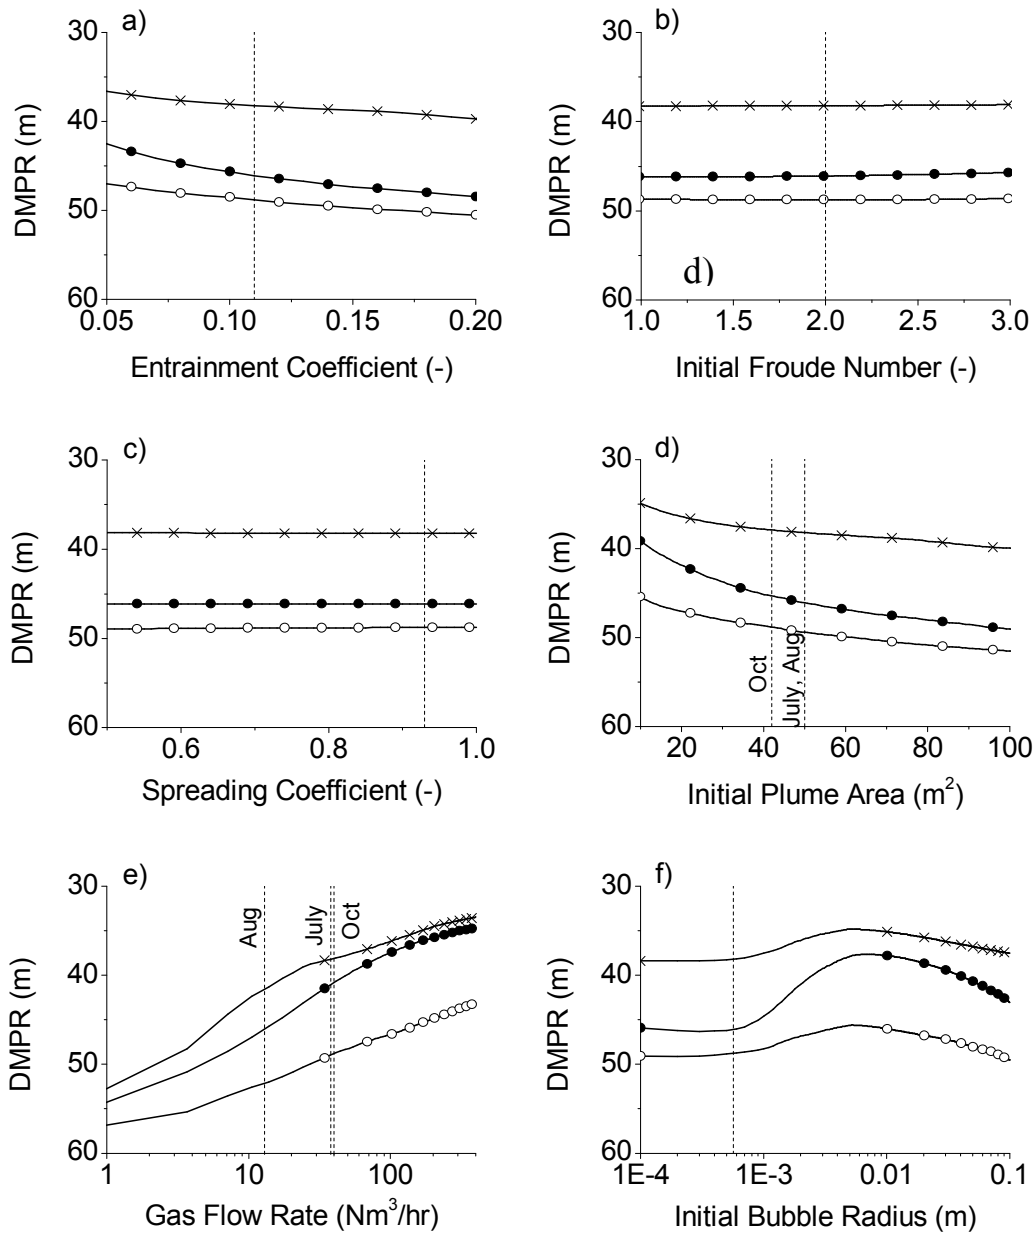 a)
30
40
50
60
DMPR (m)
0.05 0.10 0.15 0.20
Entrainment Coefficient (-)
b)
30
40
50
60
DMPR (m)
d)
1.0 1.5 2.0 2.5 3.0
Initial Froude Number (-)
c)
30
40
50
60
DMPR (m)
0.6 0.8 1.0
Spreading Coefficient (-)
d)
30
40
50
60
DMPR (m)
Oct
July, Aug
20 40 60 80 100
Initial Plume Area (m²)
e)
30
40
50
60
DMPR (m)
Aug
July
Oct
1 10 100
Gas Flow Rate (Nm³/hr)
f)
30
40
50
60
DMPR (m)
1E-4 1E-3 0.01 0.1
Initial Bubble Radius (m)